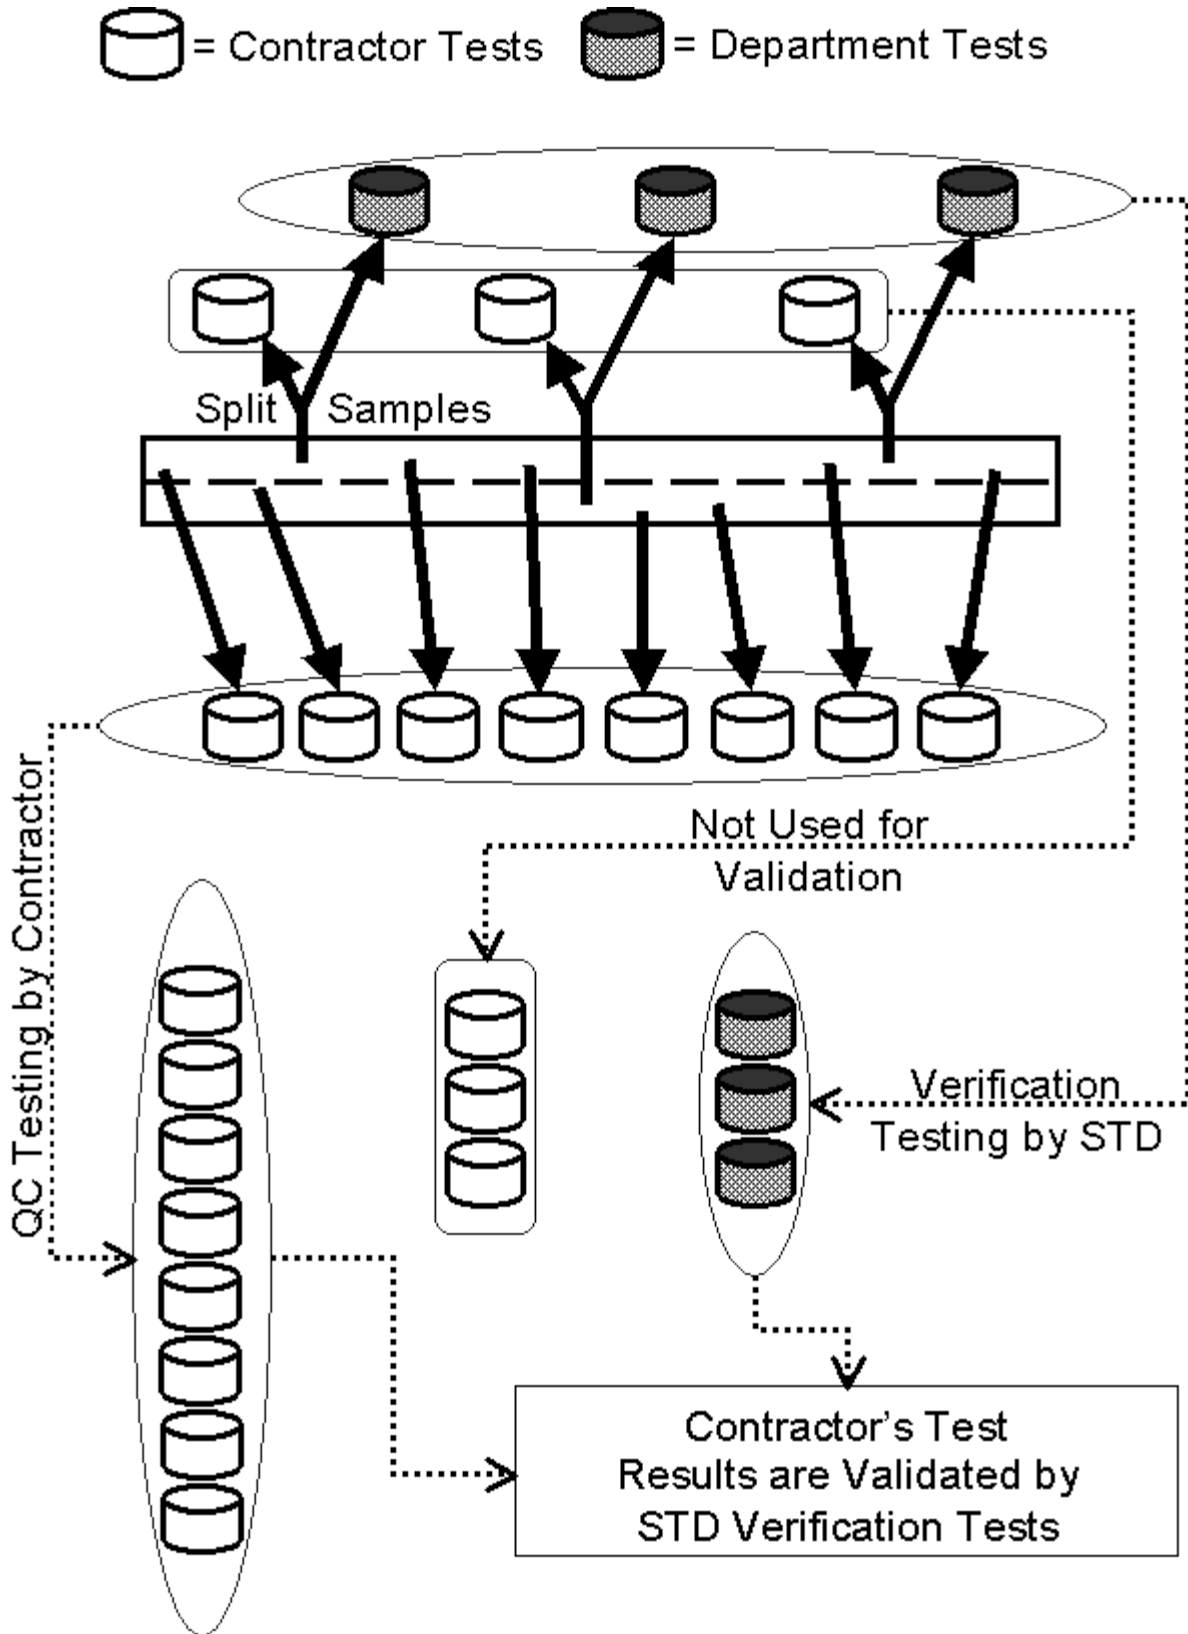 = Contractor Tests
= Department Tests
Split Samples
Not Used for
Validation
QC Testing by Contractor
Verification
Testing by STD
Contractor's Test
Results are Validated by
STD Verification Tests